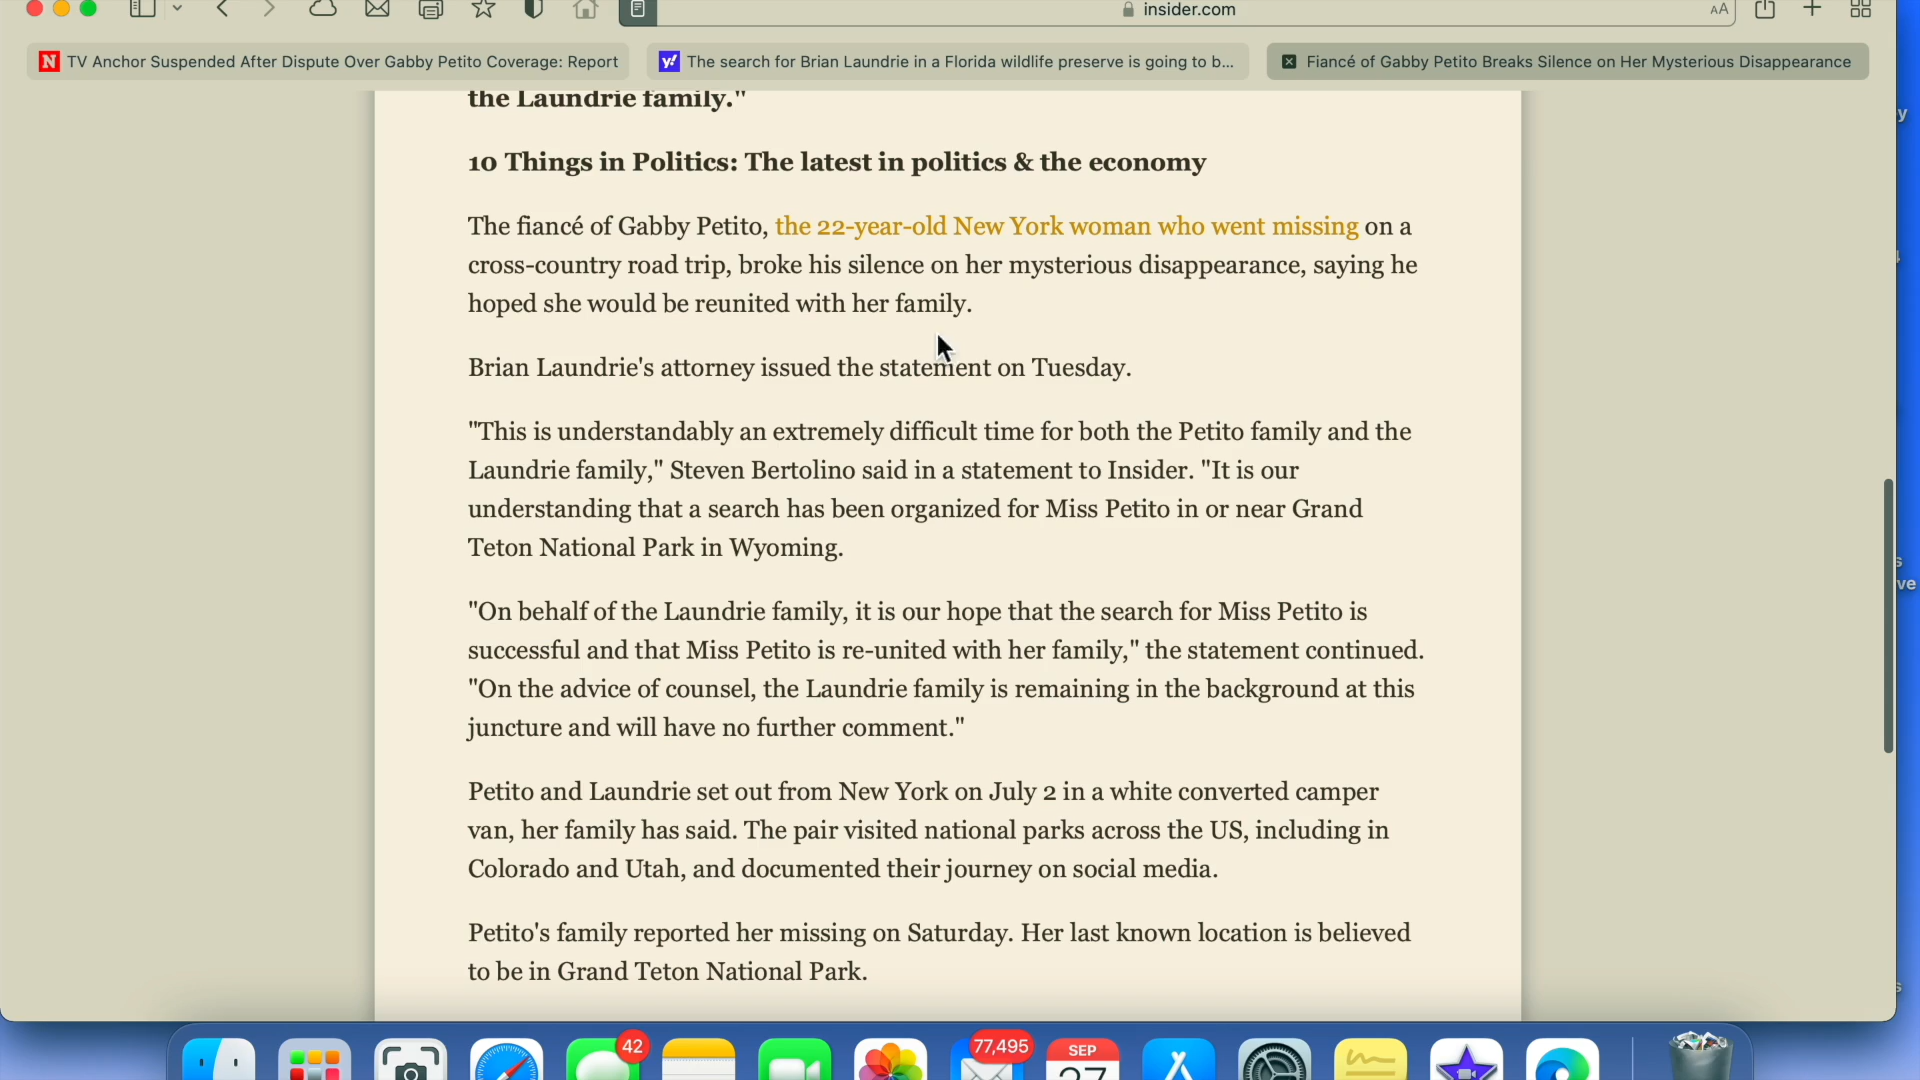 insider.com
AA
TV Anchor Suspended After Dispute Over Gabby Petito Coverage: Report
The search for Brian Laundrie in a Florida wildlife preserve is going to b...
Fiancé of Gabby Petito Breaks Silence on Her Mysterious Disappearance
the Laundrie family."
10 Things in Politics: The latest in politics & the economy
The fiancé of Gabby Petito, the 22-year-old New York woman who went missing on a
cross-country road trip, broke his silence on her mysterious disappearance, saying he
hoped she would be reunited with her family.
Brian Laundrie's attorney issued the statement on Tuesday.
"This is understandably an extremely difficult time for both the Petito family and the
Laundrie family," Steven Bertolino said in a statement to Insider. "It is our
understanding that a search has been organized for Miss Petito in or near Grand
Teton National Park in Wyoming.
"On behalf of the Laundrie family, it is our hope that the search for Miss Petito is
successful and that Miss Petito is re-united with her family," the statement continued.
"On the advice of counsel, the Laundrie family is remaining in the background at this
juncture and will have no further comment."
Petito and Laundrie set out from New York on July 2 in a white converted camper
van, her family has said. The pair visited national parks across the US, including in
Colorado and Utah, and documented their journey on social media.
Petito's family reported her missing on Saturday. Her last known location is believed
to be in Grand Teton National Park.
42
77,495
SEP
27